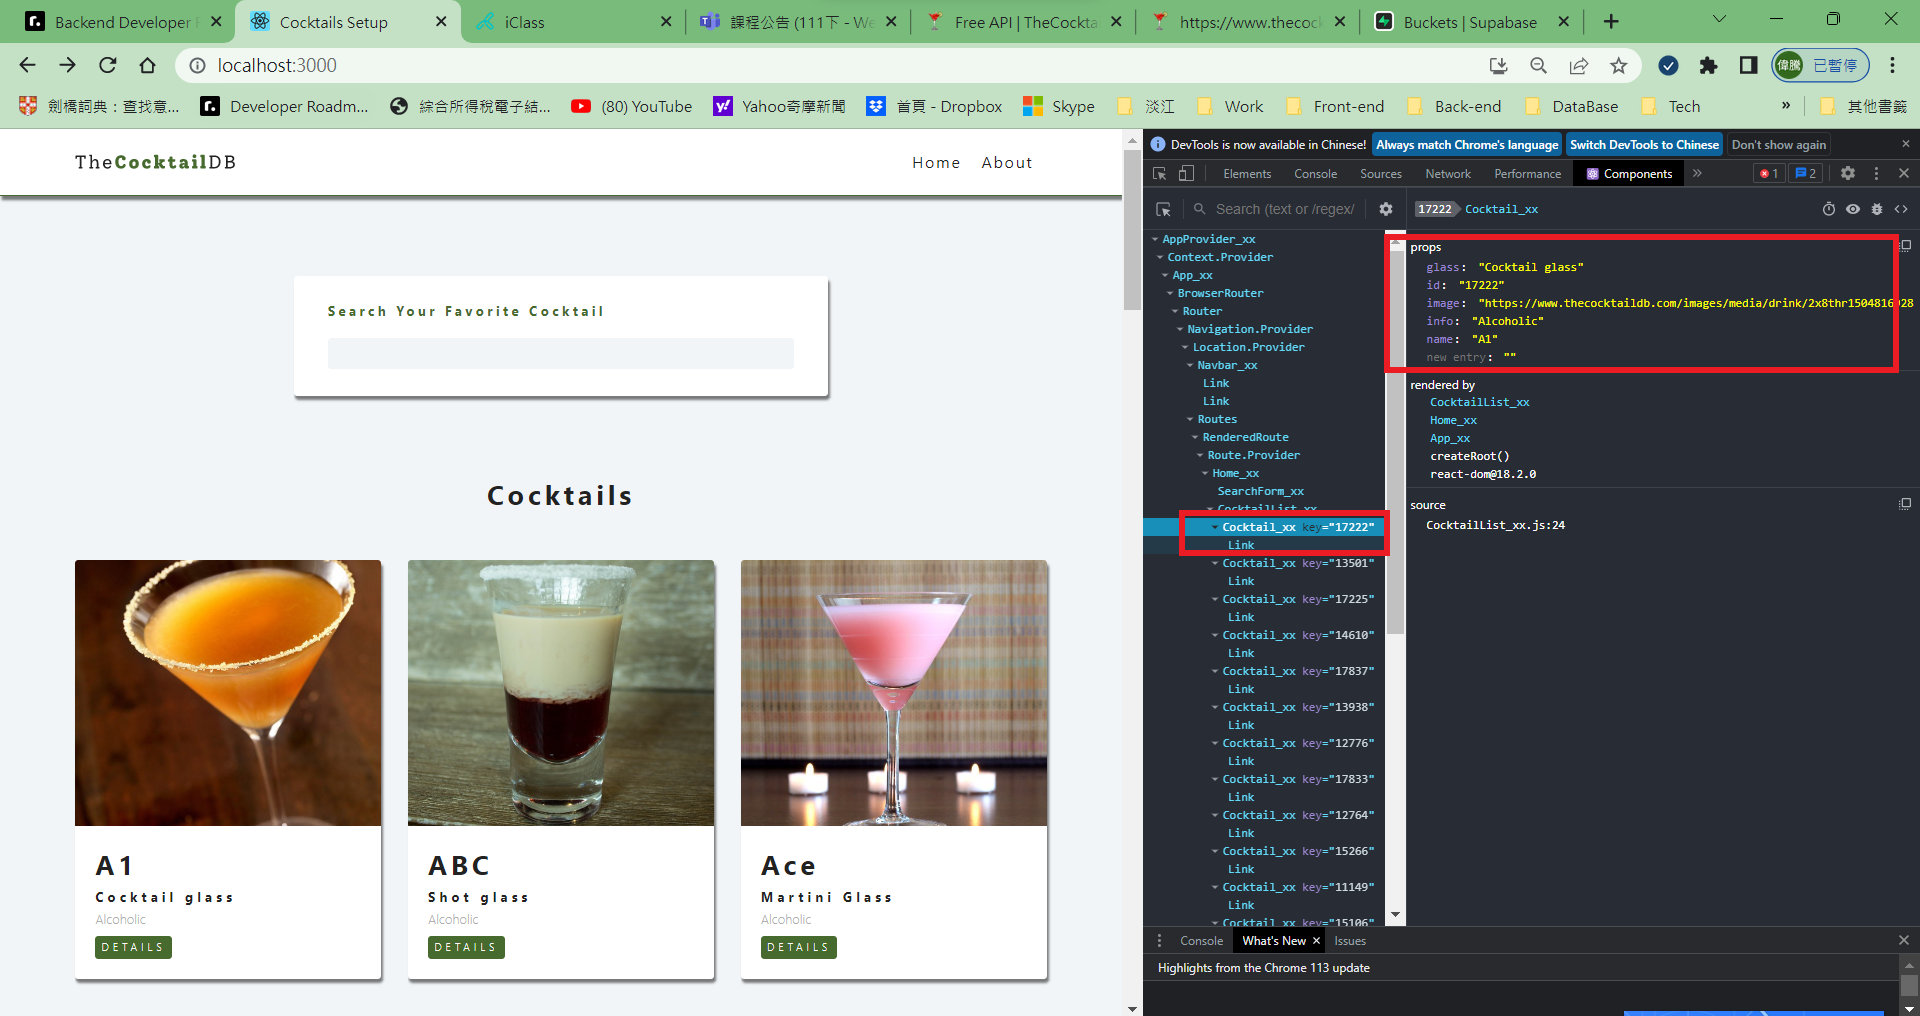 Backend Developer
Cocktails Setup
iClass
課程公告 (111下 - We
Free API | TheCockta
https://www.thecock
Buckets | Supabase
localhost:3000
偉騰 已暫停
劍橋詞典：查找意...
Developer Roadm...
綜合所得稅電子結...
(80) YouTube
Yahoo奇摩新聞
首頁 - Dropbox
Skype
淡江
Work
Front-end
Back-end
DataBase
Tech
»
其他書籤
TheCocktailDB
Home
About
Search Your Favorite Cocktail
Cocktails
A1
Cocktail glass
Alcoholic
DETAILS
ABC
Shot glass
Alcoholic
DETAILS
Ace
Martini Glass
Alcoholic
DETAILS
DevTools is now available in Chinese!
Always match Chrome's language
Switch DevTools to Chinese
Don't show again
Elements
Console
Sources
Network
Performance
Components
»
1
2
Search (text or /regex/
AppProvider_xx
Context.Provider
App_xx
BrowserRouter
Router
Navigation.Provider
Location.Provider
Navbar_xx
Link
Link
Routes
RenderedRoute
Route.Provider
Home_xx
SearchForm_xx
CocktailList_xx
Cocktail_xx key="17222"
Link
Cocktail_xx key="13501"
Link
Cocktail_xx key="17225"
Link
Cocktail_xx key="14610"
Link
Cocktail_xx key="17837"
Link
Cocktail_xx key="13938"
Link
Cocktail_xx key="12776"
Link
Cocktail_xx key="17833"
Link
Cocktail_xx key="12764"
Link
Cocktail_xx key="15266"
Link
Cocktail_xx key="11149"
Link
Cocktail_xx key="15106"
17222 Cocktail_xx
props
glass: "Cocktail glass"
id: "17222"
image: "https://www.thecocktaildb.com/images/media/drink/2x8thr1504816928
info: "Alcoholic"
name: "A1"
new entry: ""
rendered by
CocktailList_xx
Home_xx
App_xx
createRoot()
react-dom@18.2.0
source
CocktailList_xx.js:24
Console
What's New
Issues
Highlights from the Chrome 113 update